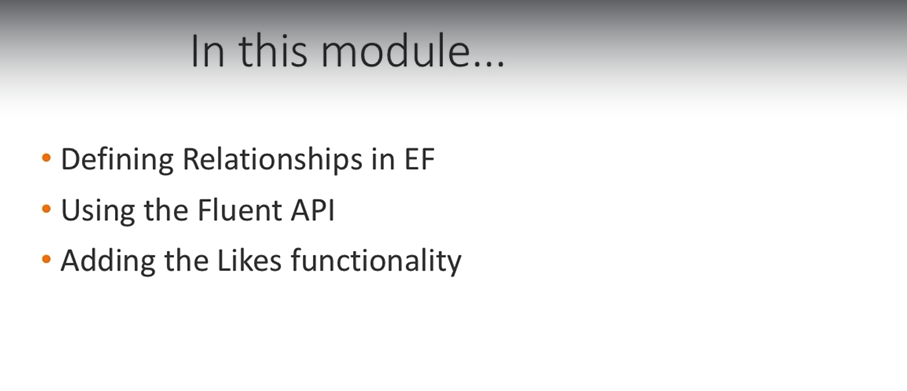 In this module...
• Defining Relationships in EF
• Using the Fluent API
• Adding the Likes functionality